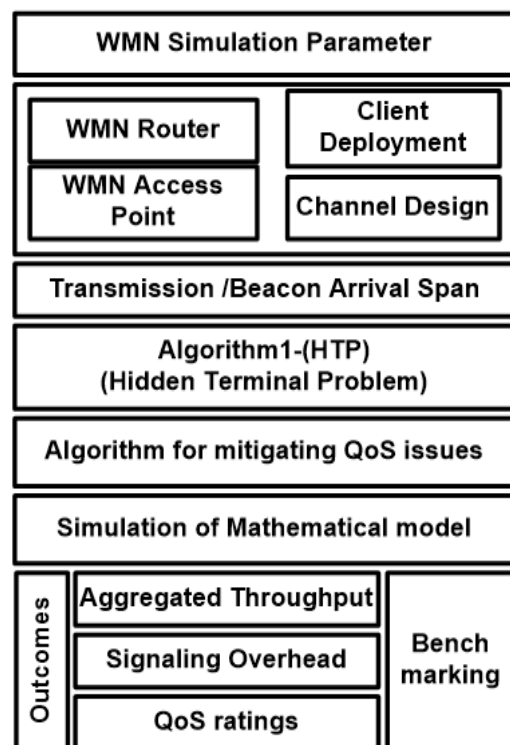 WMN Simulation Parameter
WMN Router
WMN Access
Point
Client
Deployment
Channel Design
Transmission /Beacon Arrival Span
Algorithm1-(HTP)
(Hidden Terminal Problem)
Algorithm for mitigating QoS issues
Simulation of Mathematical model
Outcomes
Aggregated Throughput
Signaling Overhead
QoS ratings
Bench
marking